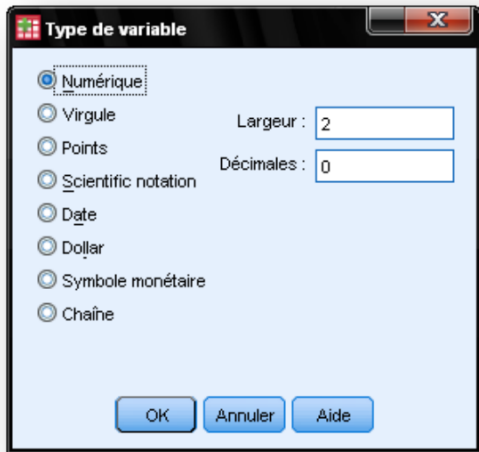 Type de variable
Numérique
Virgule
Points
Scientific notation
Date
Dollar
Symbole monétaire
Chaîne
Largeur : 2
Décimales : 0
OK
Annuler
Aide